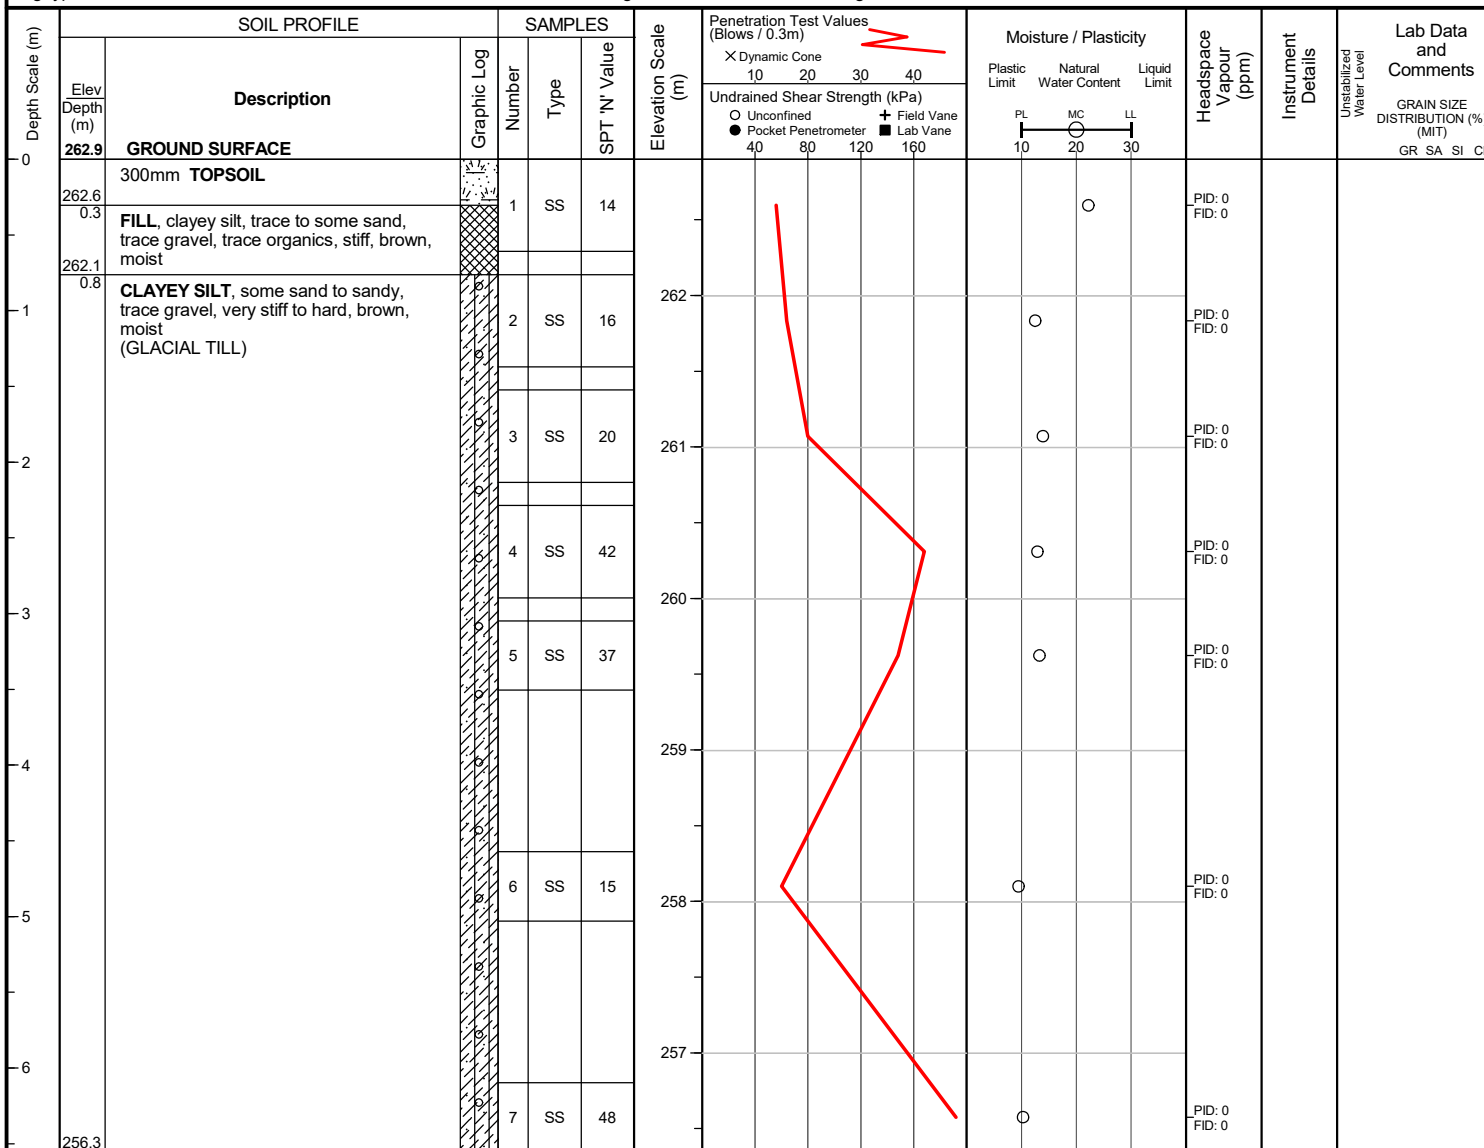 SOIL PROFILE
SAMPLES
Depth Scale (m)
Elev
Depth
(m)
Description
Graphic Log
Number
Type
SPT 'N' Value
Elevation Scale
(m)
Penetration Test Values
(Blows / 0.3m)
Dynamic Cone
10 20 30 40
Undrained Shear Strength (kPa)
Unconfined
Field Vane
Pocket Penetrometer
Lab Vane
40 80 120 160
Moisture / Plasticity
Plastic
Limit
Natural
Water Content
Liquid
Limit
PL MC LL
10 20 30
Headspace
Vapour
(ppm)
Instrument
Details
Unstabilized
Water Level
Lab Data
and
Comments
GRAIN SIZE
DISTRIBUTION (%
(MIT)
GR SA SI
262.9 GROUND SURFACE
0
300mm TOPSOIL
262.6
0.3
FILL, clayey silt, trace to some sand,
trace gravel, trace organics, stiff, brown,
moist
262.1
0.8
CLAYEY SILT, some sand to sandy,
trace gravel, very stiff to hard, brown,
moist
(GLACIAL TILL)
1 SS 14
PID: 0
FID: 0
262
1
2 SS 16
PID: 0
FID: 0
3 SS 20
PID: 0
FID: 0
261
2
4 SS 42
PID: 0
FID: 0
260
3
5 SS 37
PID: 0
FID: 0
259
4
6 SS 15
PID: 0
FID: 0
258
5
257
6
7 SS 48
PID: 0
FID: 0
256.3